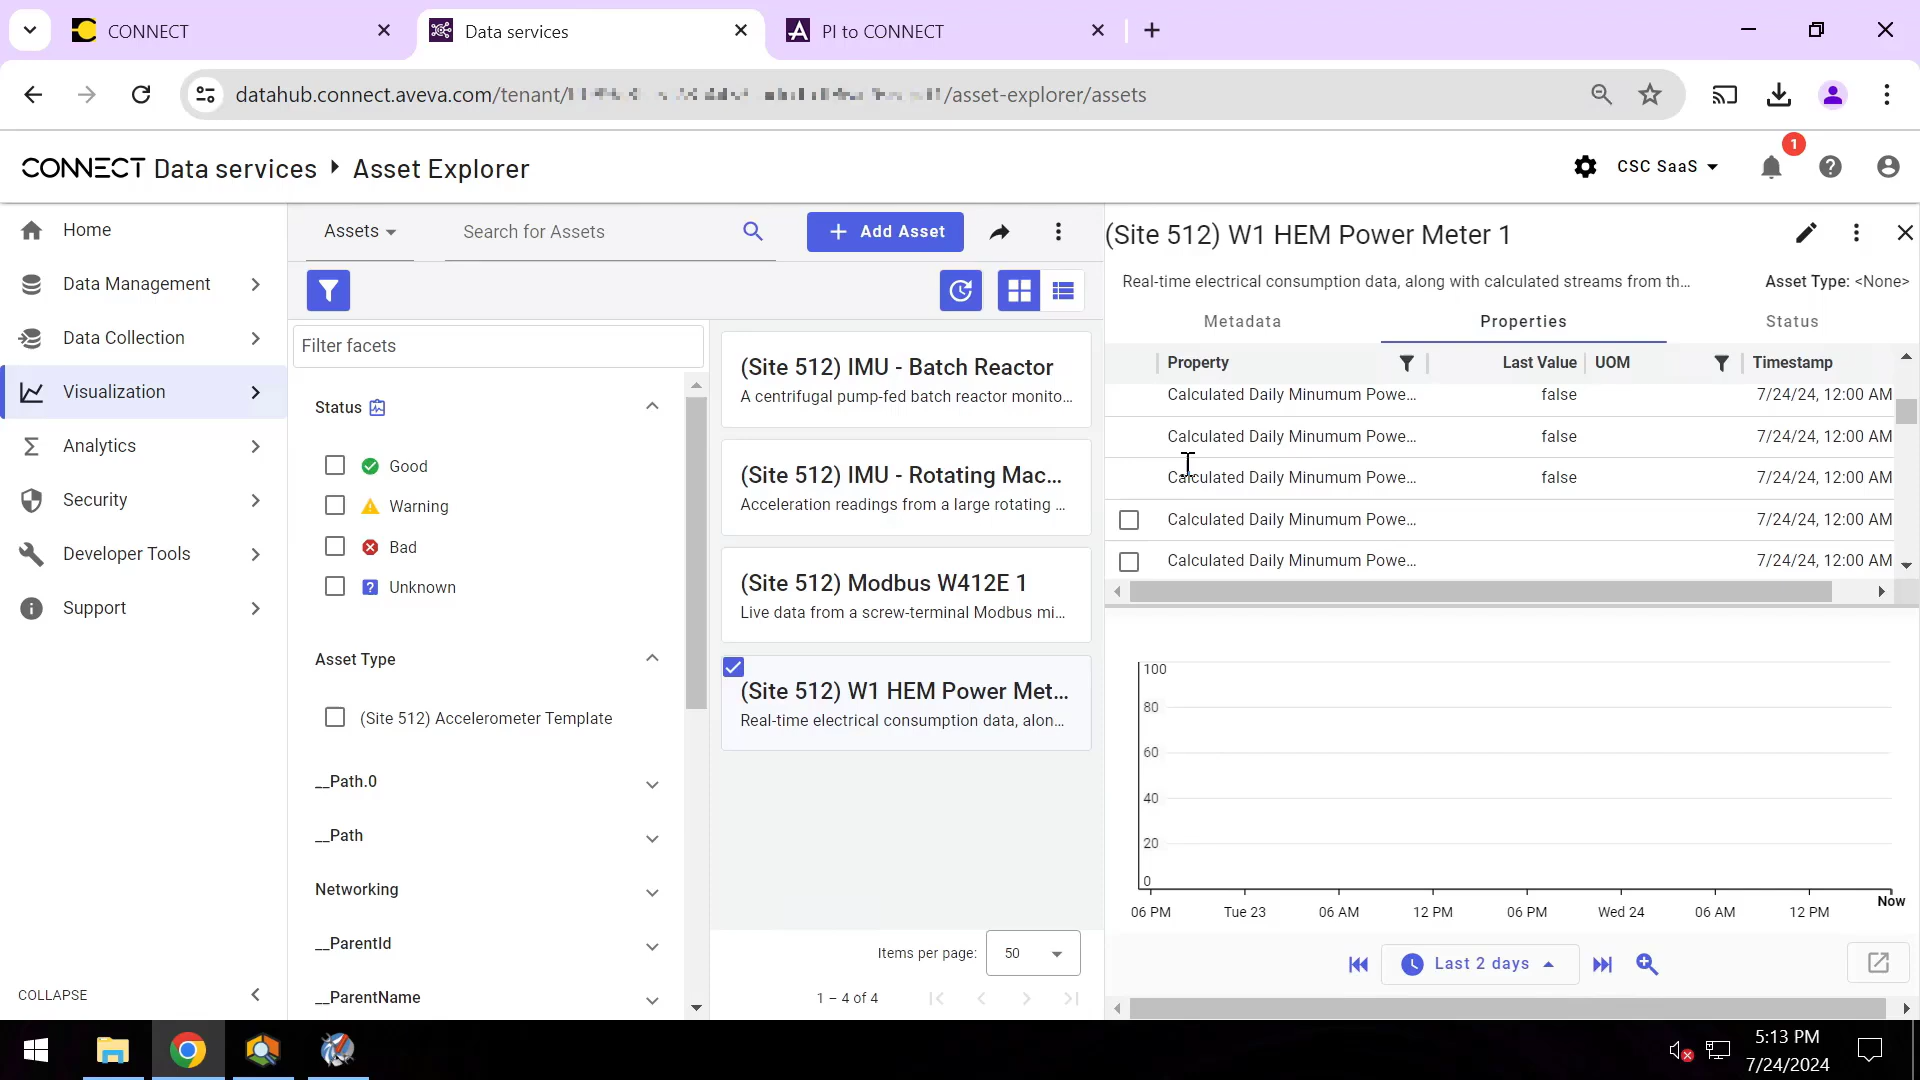 CONNECT
Data services
PI to CONNECT
datahub.connect.aveva.com/tenant/
/asset-explorer/assets
CONNECT Data services
Asset Explorer
CSC SaaS
1
Home
Data Management
Data Collection
Visualization
Analytics
Security
Developer Tools
Support
COLLAPSE
Assets
Search for Assets
Add Asset
Filter facets
Status
Good
Warning
Bad
Unknown
Asset Type
(Site 512) Accelerometer Template
__Path.0
__Path
Networking
__ParentId
__ParentName
(Site 512) IMU - Batch Reactor
A centrifugal pump-fed batch reactor monito...
(Site 512) IMU - Rotating Mac...
Acceleration readings from a large rotating ...
(Site 512) Modbus W412E 1
Live data from a screw-terminal Modbus mi...
(Site 512) W1 HEM Power Met...
Real-time electrical consumption data, alon...
Items per page:
50
1 – 4 of 4
(Site 512) W1 HEM Power Meter 1
Real-time electrical consumption data, along with calculated streams from th...
Asset Type: <None>
Metadata
Properties
Status
Property
Last Value
UOM
Timestamp
Calculated Daily Minumum Powe... false 7/24/24, 12:00 AM
Calculated Daily Minumum Powe... false 7/24/24, 12:00 AM
Calculated Daily Minumum Powe... false 7/24/24, 12:00 AM
Calculated Daily Minumum Powe... 7/24/24, 12:00 AM
Calculated Daily Minumum Powe... 7/24/24, 12:00 AM
100
80
60
40
20
0
06 PM
Tue 23
06 AM
12 PM
06 PM
Wed 24
06 AM
12 PM
Now
Last 2 days
5:13 PM
7/24/2024